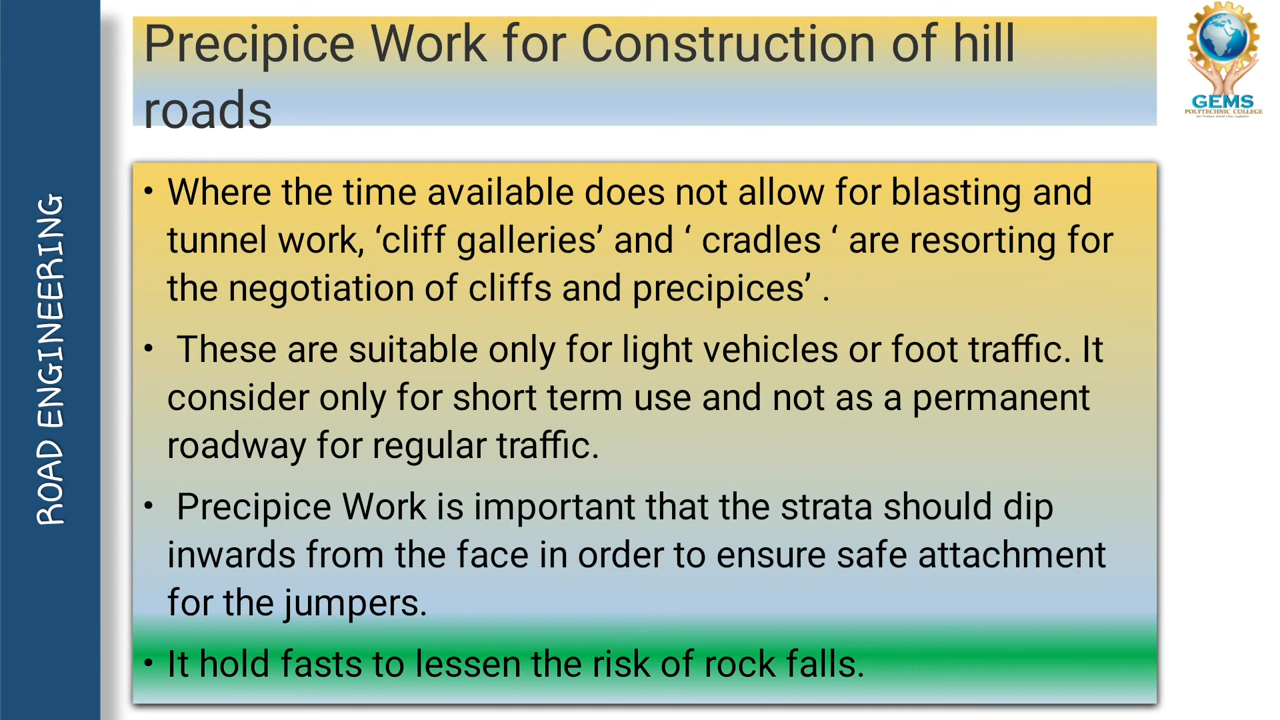 Precipice Work for Construction of hill
roads
GEMS
POLYTECHNIC COLLEGE
ROAD ENGINEERING
• Where the time available does not allow for blasting and
tunnel work, ‘cliff galleries’ and ‘ cradles ‘ are resorting for
the negotiation of cliffs and precipices’ .
• These are suitable only for light vehicles or foot traffic. It
consider only for short term use and not as a permanent
roadway for regular traffic.
• Precipice Work is important that the strata should dip
inwards from the face in order to ensure safe attachment
for the jumpers.
• It hold fasts to lessen the risk of rock falls.